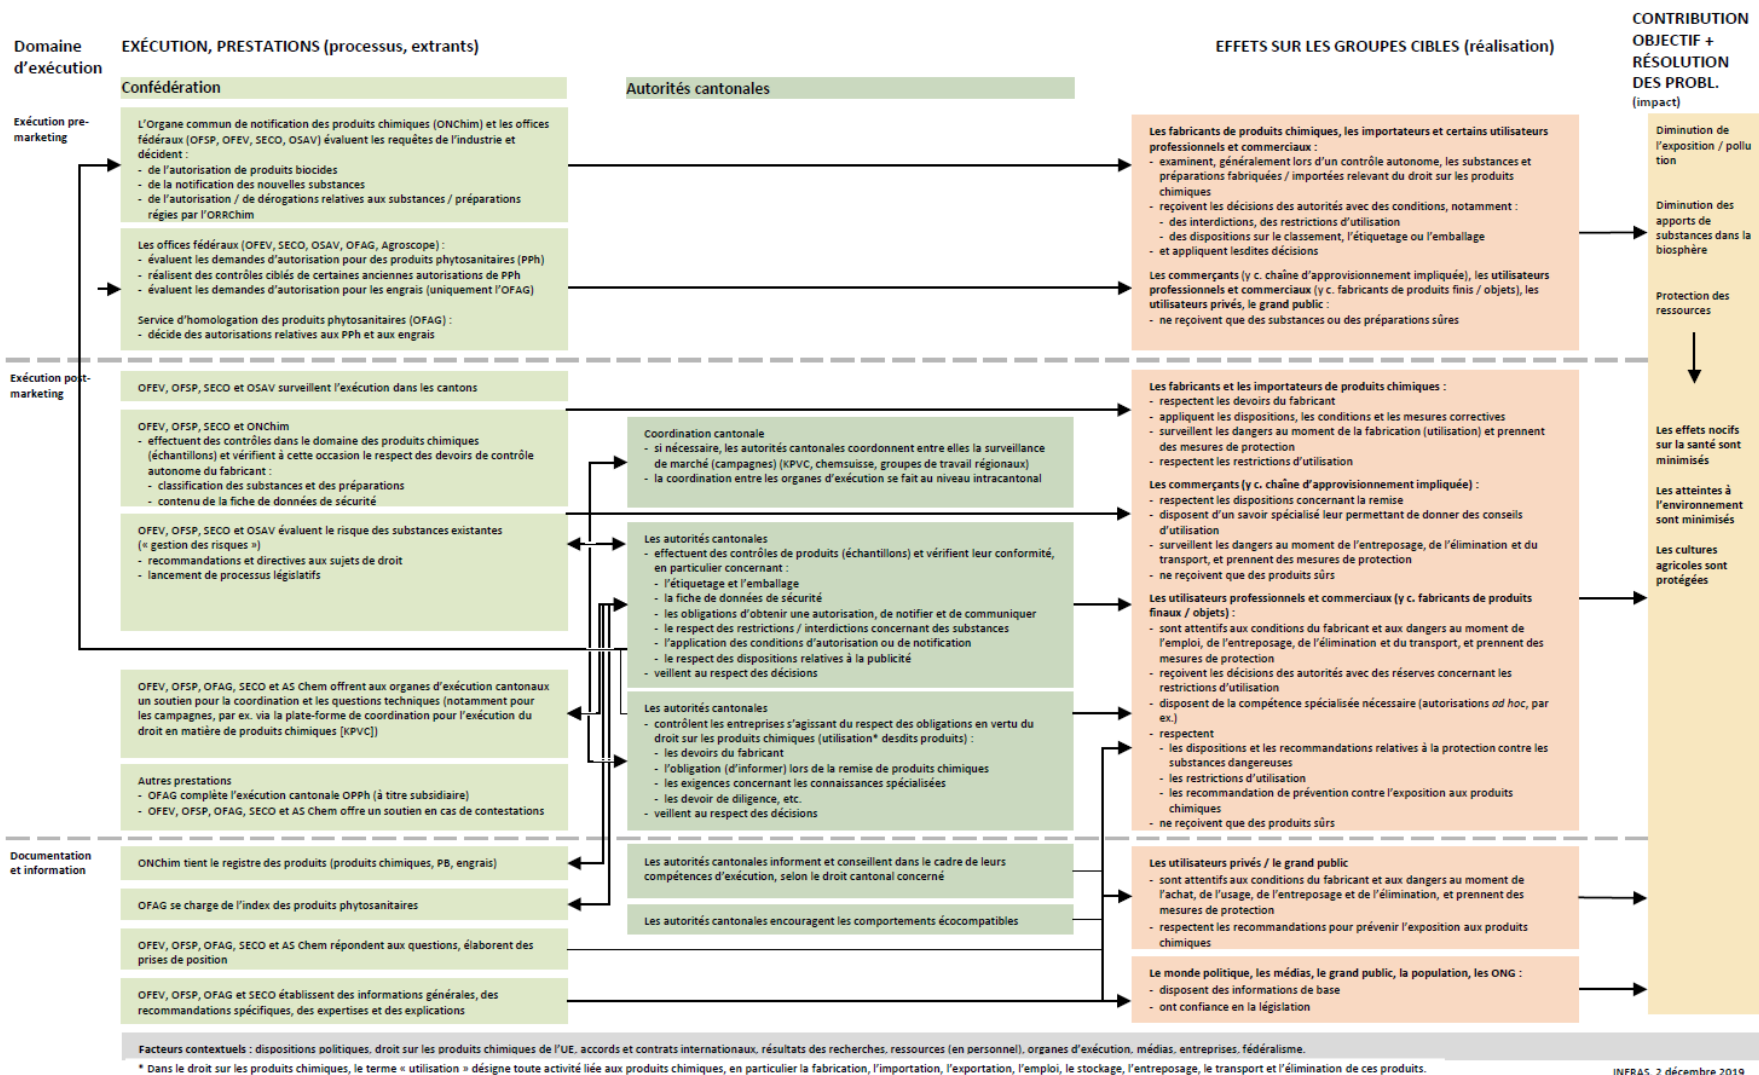 Domaine
d'exécution
EXÉCUTION, PRESTATIONS (processus, extrants)
EFFETS SUR LES GROUPES CIBLES (réalisation)
CONTRIBUTION
OBJECTIF +
RÉSOLUTION
DES PROBL.
(impact)
Confédération
Autorités cantonales
Exécution pre-
marketing
L'Organe commun de notification des produits chimiques (ONChim) et les offices
fédéraux (OFSP, OFEV, SECO, OSAV) évaluent les requêtes de l'industrie et
décident :
- de l'autorisation de produits biocides
- de la notification des nouvelles substances
- de l'autorisation / de dérogations relatives aux substances / préparations
régies par l'ORRChim
Les offices fédéraux (OFEV, SECO, OSAV, OFAG, Agroscope) :
- évaluent les demandes d'autorisation pour des produits phytosanitaires (PPh)
- réalisent des contrôles ciblés de certaines anciennes autorisations de PPh
- évaluent les demandes d'autorisation pour les engrais (uniquement l'OFAG)
Service d'homologation des produits phytosanitaires (OFAG) :
- décide des autorisations relatives aux PPh et aux engrais
Les fabricants de produits chimiques, les importateurs et certains utilisateurs
professionnels et commerciaux :
- examinent, généralement lors d'un contrôle autonome, les substances et
préparations fabriquées / importées relevant du droit sur les produits
chimiques
- reçoivent les décisions des autorités avec des conditions, notamment :
- des interdictions, des restrictions d'utilisation
- des dispositions sur le classement, l'étiquetage ou l'emballage
- et appliquent lesdites décisions
Les commerçants (y c. chaîne d'approvisionnement impliquée), les utilisateurs
professionnels et commerciaux (y c. fabricants de produits finis / objets), les
utilisateurs privés, le grand public :
- ne reçoivent que des substances ou des préparations sûres
Diminution de
l'exposition / pollu
tion
Diminution des
apports de
substances dans la
biosphère
Protection des
ressources
Les effets nocifs
sur la santé sont
minimisés
Les atteintes à
l'environnement
sont minimisés
Les cultures
agricoles sont
protégées
Exécution post-
marketing
OFEV, OFSP, SECO et OSAV surveillent l'exécution dans les cantons
OFEV, OFSP, SECO et ONChim
- effectuent des contrôles dans le domaine des produits chimiques
(échantillons) et vérifient à cette occasion le respect des devoirs de contrôle
autonome du fabricant :
- classification des substances et des préparations
- contenu de la fiche de données de sécurité
OFEV, OFSP, SECO et OSAV évaluent le risque des substances existantes
(« gestion des risques »)
- recommandations et directives aux sujets de droit
- lancement de processus législatifs
OFEV, OFSP, OFAG, SECO et AS Chem offrent aux organes d'exécution cantonaux
un soutien pour la coordination et les questions techniques (notamment pour
les campagnes, par ex. via la plate-forme de coordination pour l'exécution du
droit en matière de produits chimiques [KPVC])
Autres prestations
- OFAG complète l'exécution cantonale OPPh (à titre subsidiaire)
- OFEV, OFSP, OFAG, SECO et AS Chem offre un soutien en cas de contestations
Coordination cantonale
- si nécessaire, les autorités cantonales coordonnent entre elles la surveillance
de marché (campagnes) (KPVC, chemsuisse, groupes de travail régionaux)
- la coordination entre les organes d'exécution se fait au niveau intracantonal
Les autorités cantonales
- effectuent des contrôles de produits (échantillons) et vérifient leur conformité,
en particulier concernant :
- l'étiquetage et l'emballage
- la fiche de données de sécurité
- les obligations d'obtenir une autorisation, de notifier et de communiquer
- le respect des restrictions / interdictions concernant des substances
- l'application des conditions d'autorisation ou de notification
- le respect des dispositions relatives à la publicité
- veillent au respect des décisions
Les autorités cantonales
- contrôlent les entreprises s'agissant du respect des obligations en vertu du
droit sur les produits chimiques (utilisation* desdits produits) :
- les devoirs du fabricant
- l'obligation (d'informer) lors de la remise de produits chimiques
- les exigences concernant les connaissances spécialisées
- les devoir de diligence, etc.
- veillent au respect des décisions
Les fabricants et les importateurs de produits chimiques :
- respectent les devoirs du fabricant
- appliquent les dispositions, les conditions et les mesures correctives
- surveillent les dangers au moment de la fabrication (utilisation) et prennent
des mesures de protection
- respectent les restrictions d'utilisation
Les commerçants (y c. chaîne d'approvisionnement impliquée) :
- respectent les dispositions concernant la remise
- disposent d'un savoir spécialisé leur permettant de donner des conseils
d'utilisation
- surveillent les dangers au moment de l'entreposage, de l'élimination et du
transport, et prennent des mesures de protection
- ne reçoivent que des produits sûrs
Les utilisateurs professionnels et commerciaux (y c. fabricants de produits
finaux / objets) :
- sont attentifs aux conditions du fabricant et aux dangers au moment de
l'emploi, de l'entreposage, de l'élimination et du transport, et prennent des
mesures de protection
- reçoivent les décisions des autorités avec des réserves concernant les
restrictions d'utilisation
- disposent de la compétence spécialisée nécessaire (autorisations ad hoc, par
ex.)
- respectent
- les dispositions et les recommandations relatives à la protection contre les
substances dangereuses
- les restrictions d'utilisation
- les recommandation de prévention contre l'exposition aux produits
chimiques
- ne reçoivent que des produits sûrs
Documentation
et information
ONChim tient le registre des produits (produits chimiques, PB, engrais)
OFAG se charge de l'index des produits phytosanitaires
OFEV, OFSP, OFAG, SECO et AS Chem répondent aux questions, élaborent des
prises de position
OFEV, OFSP, OFAG et SECO établissent des informations générales, des
recommandations spécifiques, des expertises et des explications
Les autorités cantonales informent et conseillent dans le cadre de leurs
compétences d'exécution, selon le droit cantonal concerné
Les autorités cantonales encouragent les comportements écocompatibles
Les utilisateurs privés / le grand public
- sont attentifs aux conditions du fabricant et aux dangers au moment de
l'achat, de l'usage, de l'entreposage et de l'élimination, et prennent des
mesures de protection
- respectent les recommandations pour prévenir l'exposition aux produits
chimiques
Le monde politique, les médias, le grand public, la population, les ONG :
- disposent des informations de base
- ont confiance en la législation
Facteurs contextuels : dispositions politiques, droit sur les produits chimiques de l'UE, accords et contrats internationaux, résultats des recherches, ressources (en personnel), organes d'exécution, médias, entreprises, fédéralisme.
* Dans le droit sur les produits chimiques, le terme « utilisation » désigne toute activité liée aux produits chimiques, en particulier la fabrication, l'importation, l'exportation, l'emploi, le stockage, l'entreposage, le transport et l'élimination de ces produits.
INFRAS, 2 décembre 2019